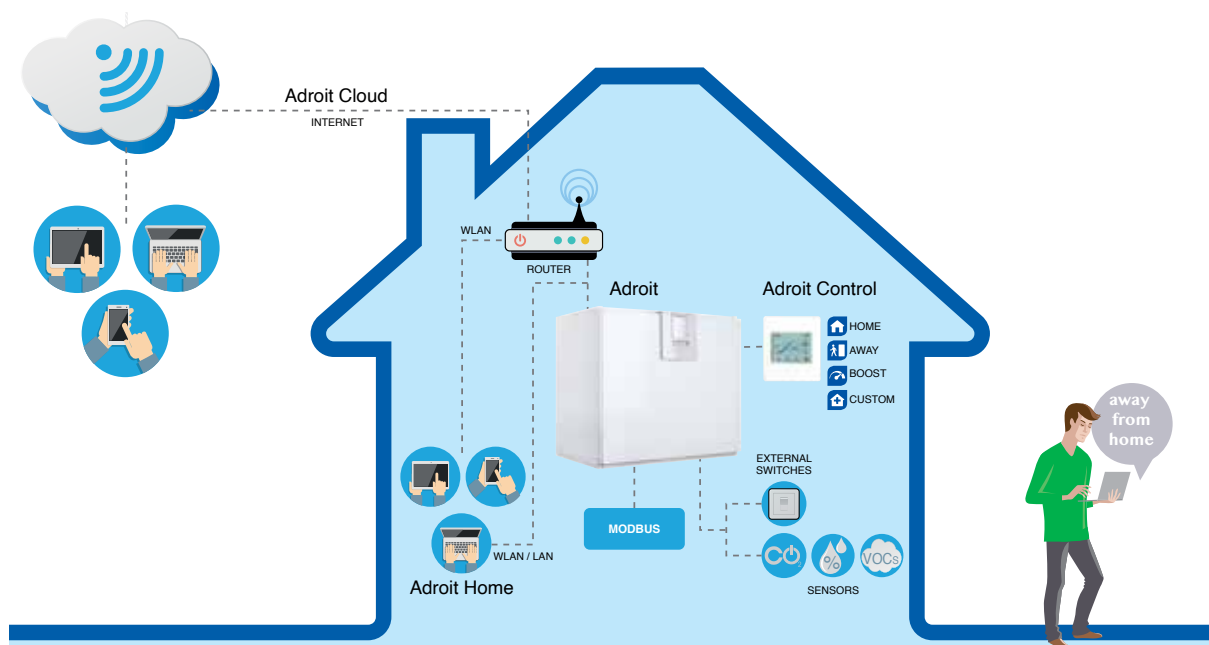 Adroit Cloud
INTERNET
WLAN
ROUTER
Adroit
Adroit Control
HOME
AWAY
BOOST
CUSTOM
away
from
home
EXTERNAL
SWITCHES
MODBUS
WLAN / LAN
Adroit Home
CO₂
%
VOCs
SENSORS